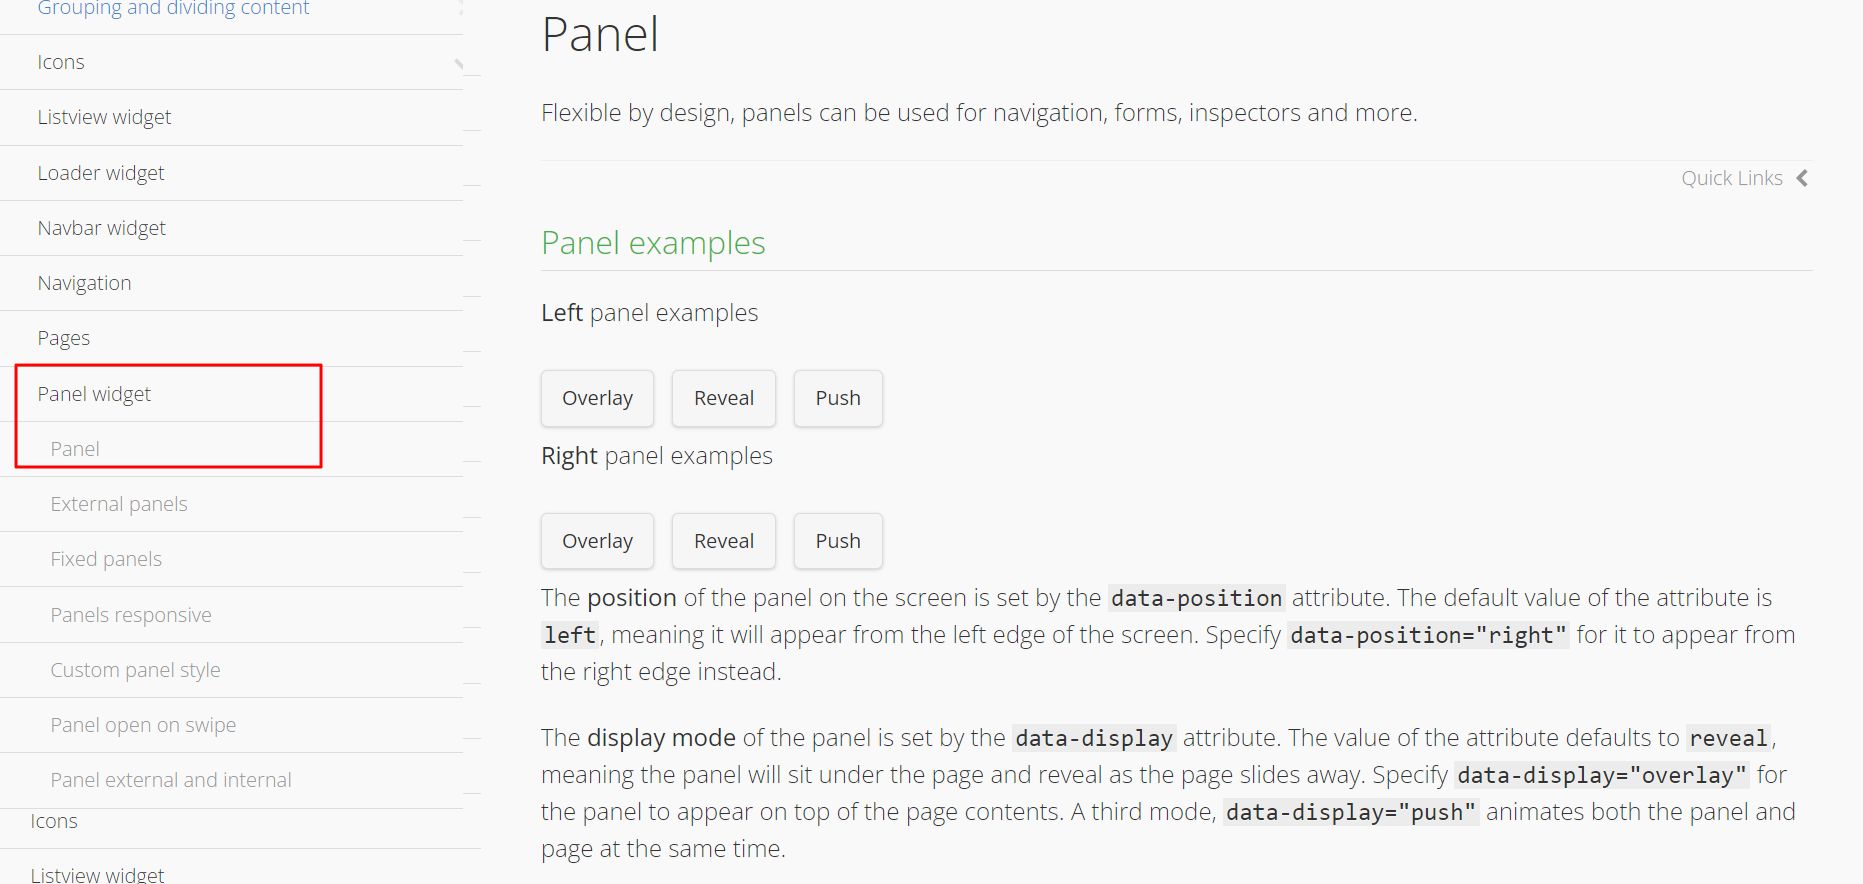 Grouping and dividing content
Icons
Listview widget
Loader widget
Navbar widget
Navigation
Pages
Panel widget
Panel
External panels
Fixed panels
Panels responsive
Custom panel style
Panel open on swipe
Panel external and internal
Icons
Listview widget
Panel
Flexible by design, panels can be used for navigation, forms, inspectors and more.
Quick Links
Panel examples
Left panel examples
Overlay Reveal Push
Right panel examples
Overlay Reveal Push
The position of the panel on the screen is set by the data-position attribute. The default value of the attribute is
left, meaning it will appear from the left edge of the screen. Specify data-position="right" for it to appear from
the right edge instead.
The display mode of the panel is set by the data-display attribute. The value of the attribute defaults to reveal,
meaning the panel will sit under the page and reveal as the page slides away. Specify data-display="overlay" for
the panel to appear on top of the page contents. A third mode, data-display="push" animates both the panel and
page at the same time.